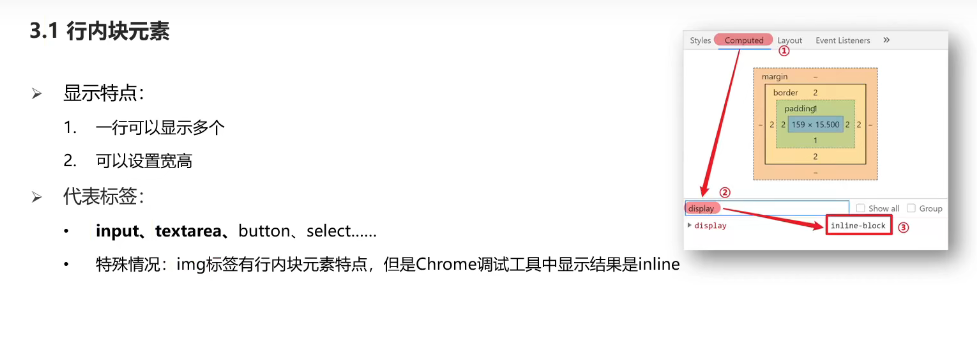 3.1 行内块元素
➢ 显示特点：
1. 一行可以显示多个
2. 可以设置宽高
➢ 代表标签：
• input、textarea、button、select......
• 特殊情况：img标签有行内块元素特点，但是Chrome调试工具中显示结果是inline
Styles Computed Layout Event Listeners »
①
margin –
border 2
padding1
– 2 2 159 × 15.500 2 2 –
1
2
–
②
display Show all Group
display inline-block ③